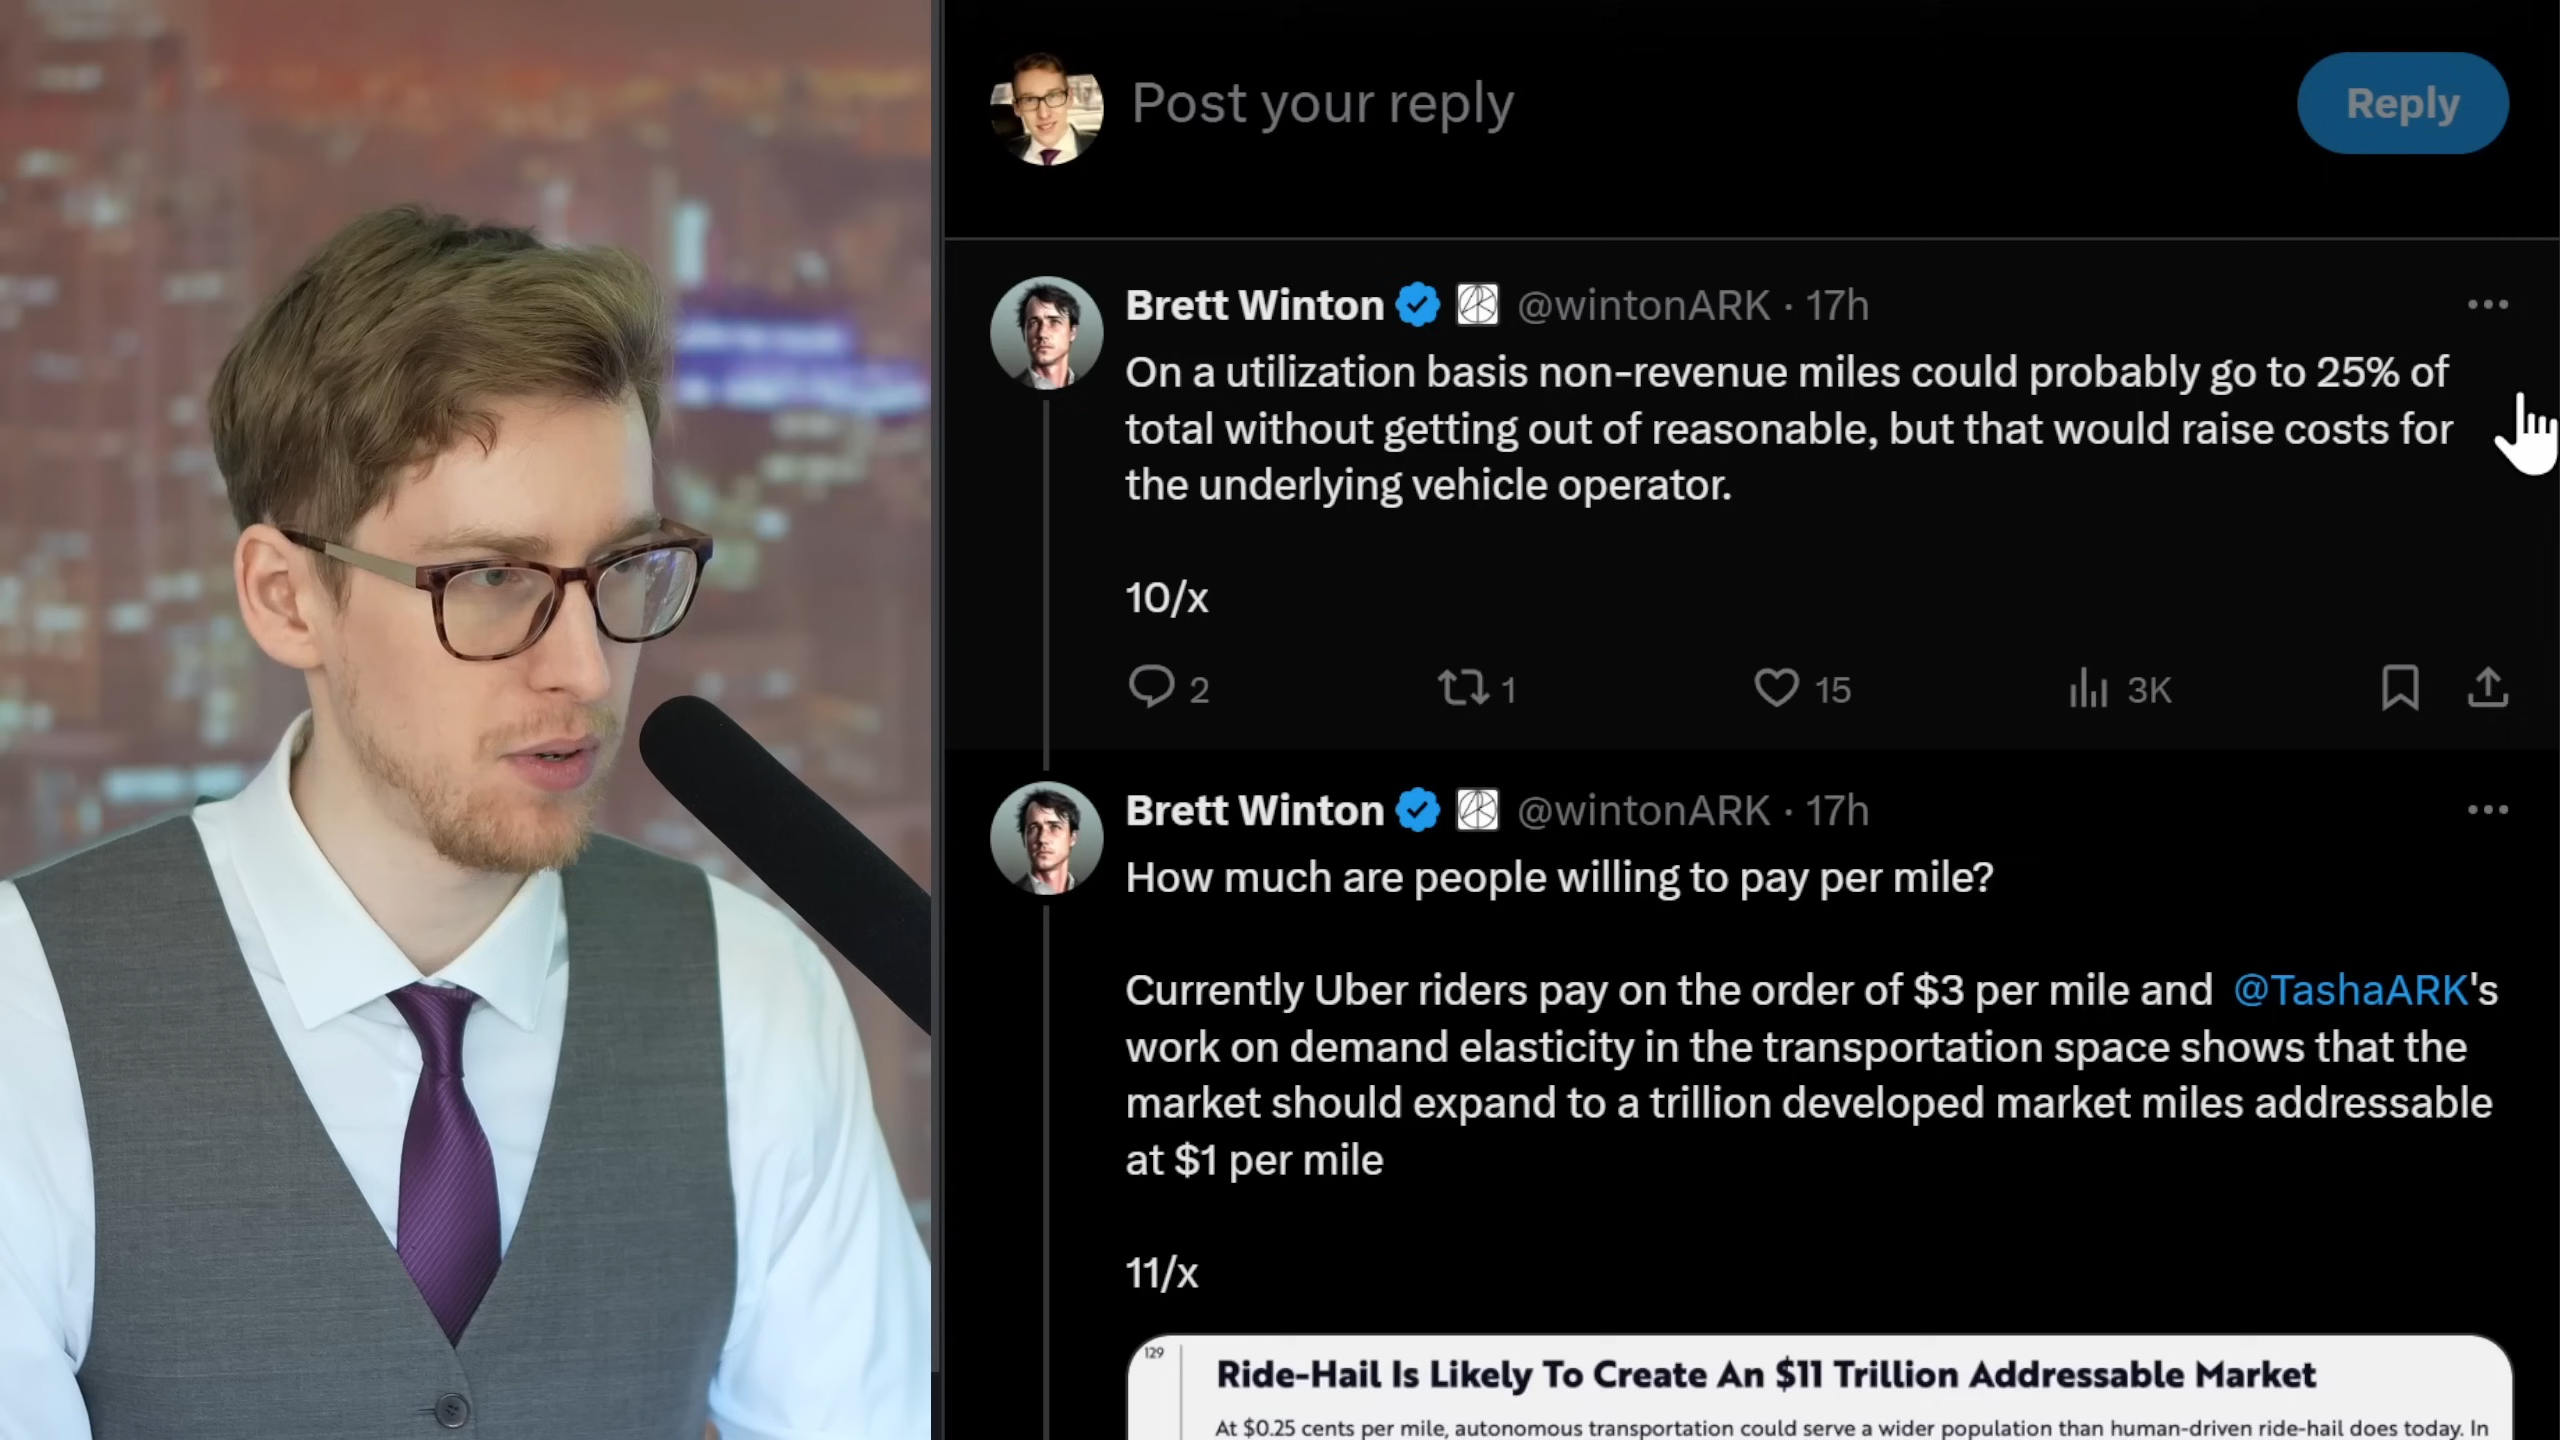 Post your reply
Reply
Brett Winton @wintonARK · 17h
On a utilization basis non-revenue miles could probably go to 25% of
total without getting out of reasonable, but that would raise costs for
the underlying vehicle operator.
10/x
2 1 15 3K
Brett Winton @wintonARK · 17h
How much are people willing to pay per mile?
Currently Uber riders pay on the order of $3 per mile and @TashaARK's
work on demand elasticity in the transportation space shows that the
market should expand to a trillion developed market miles addressable
at $1 per mile
11/x
129
Ride-Hail Is Likely To Create An $11 Trillion Addressable Market
At $0.25 cents per mile, autonomous transportation could serve a wider population than human-driven ride-hail does today. In